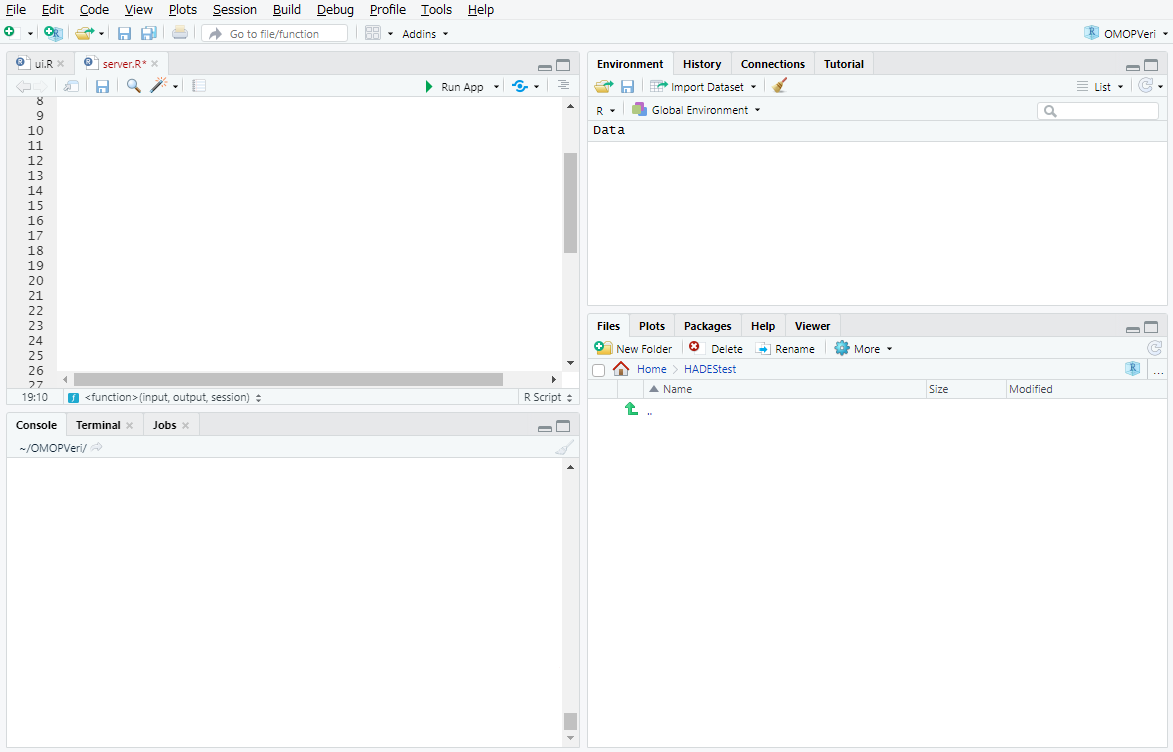 File Edit Code View Plots Session Build Debug Profile Tools Help
Go to file/function Addins OMOPVeri
ui.R server.R*
Run App
8
9
10
11
12
13
14
15
16
17
18
19
20
21
22
23
24
25
26
27
19:10 <function>(input, output, session) R Script
Console Terminal Jobs
~/OMOPVeri/
Environment History Connections Tutorial
Import Dataset List
R Global Environment
Data
Files Plots Packages Help Viewer
New Folder Delete Rename More
Home HADEStest R ...
Name Size Modified
..